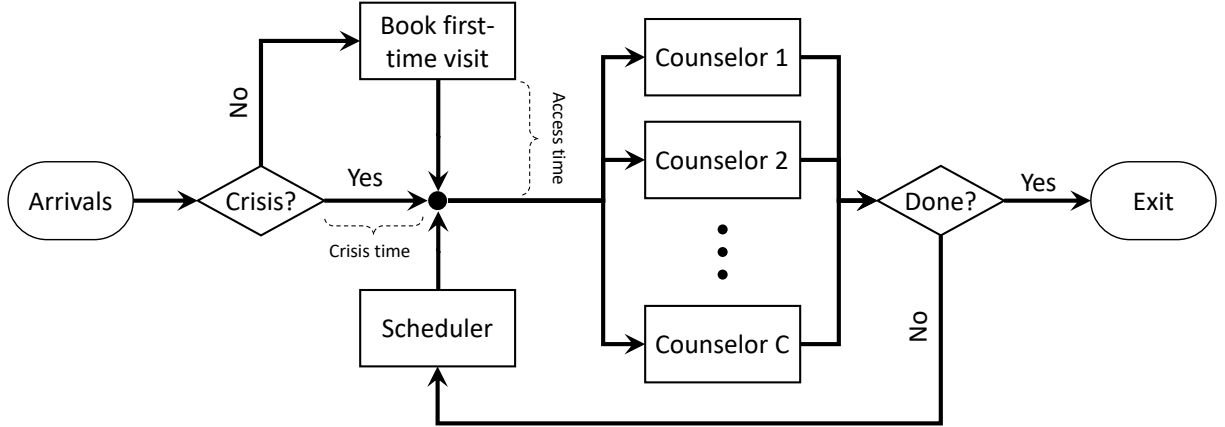 Book first-
time visit
No
Access time
Arrivals
Crisis?
Yes
Crisis time
Scheduler
Counselor 1
Counselor 2
Counselor C
Done?
Yes
No
Exit